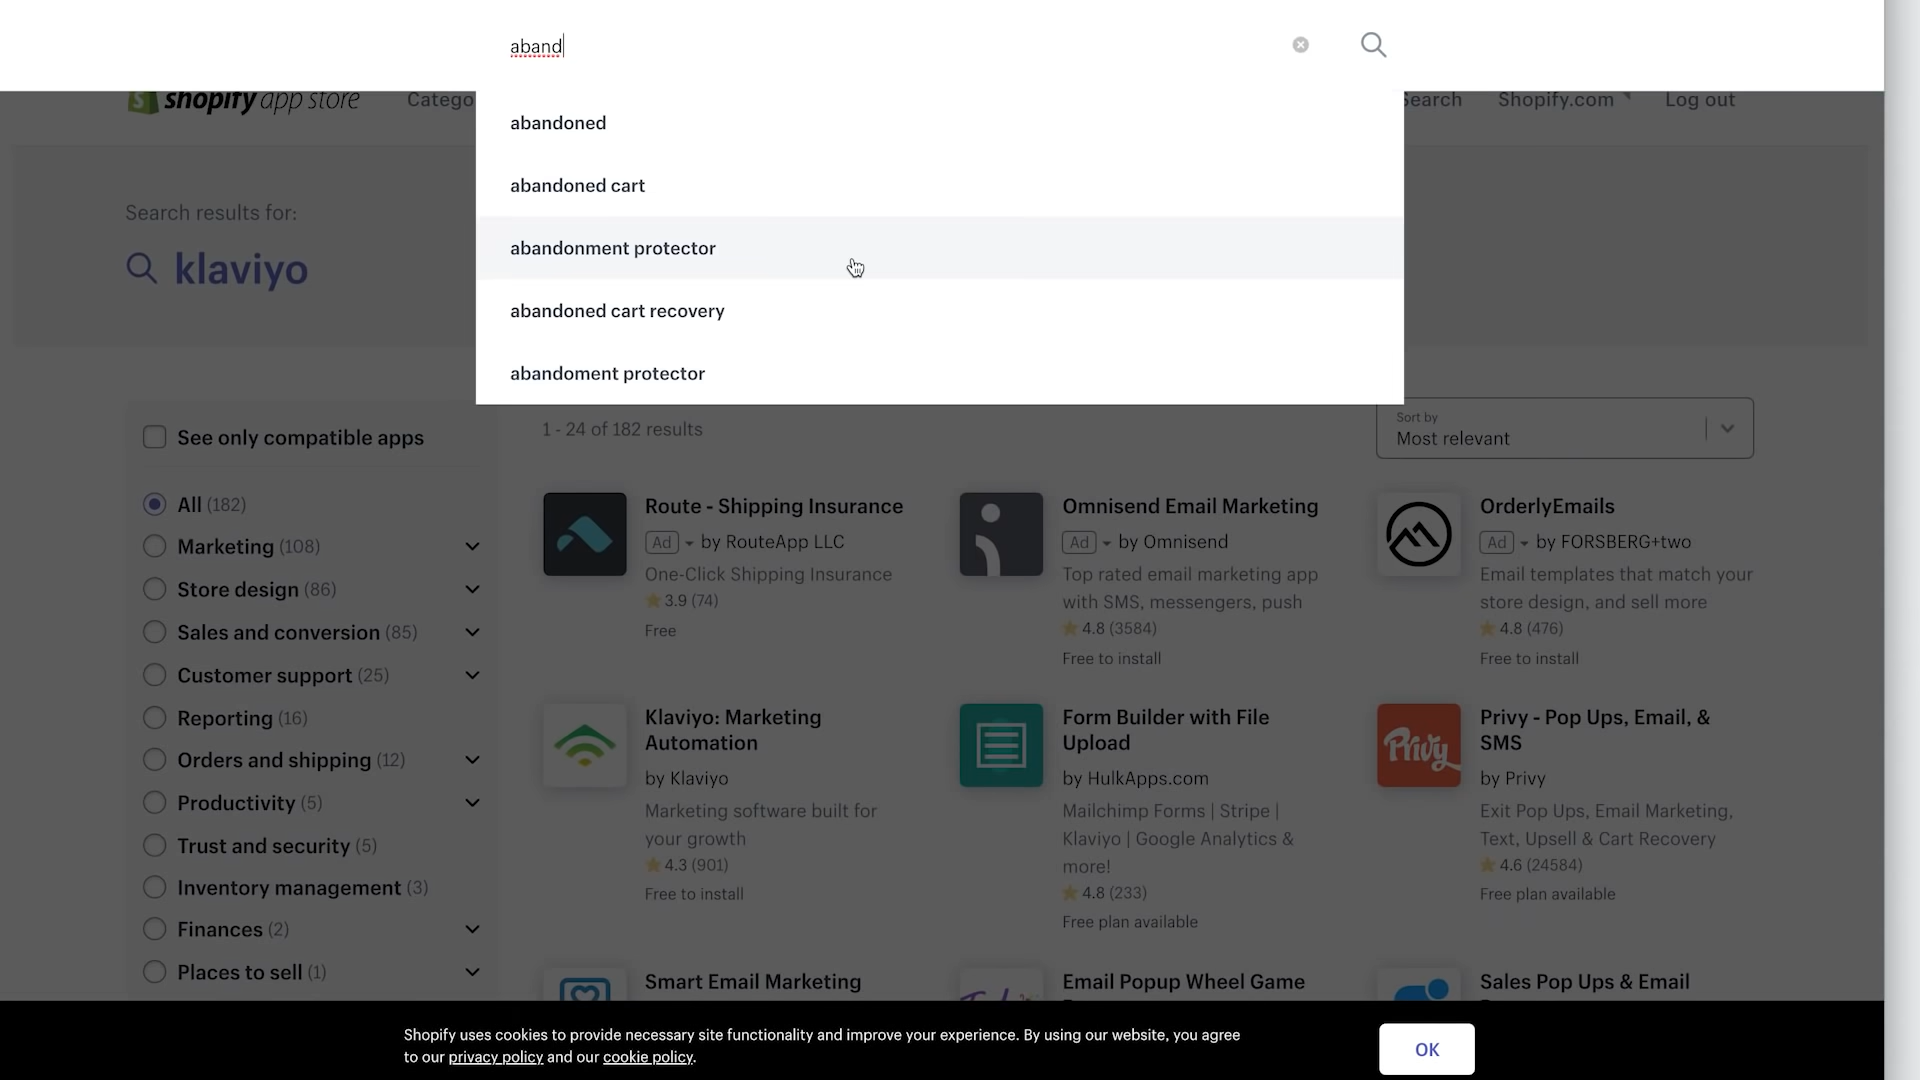 aband
shopify app store Catego
Search Shopify.com Log out
abandoned
abandoned cart
abandonment protector
abandoned cart recovery
abandoment protector
Search results for:
klaviyo
1 - 24 of 182 results
Sort by
Most relevant
See only compatible apps
All (182)
Marketing (108)
Store design (86)
Sales and conversion (85)
Customer support (25)
Reporting (16)
Orders and shipping (12)
Productivity (5)
Trust and security (5)
Inventory management (3)
Finances (2)
Places to sell (1)
Route - Shipping Insurance
Ad by RouteApp LLC
One-Click Shipping Insurance
3.9 (74)
Free
Omnisend Email Marketing
Ad by Omnisend
Top rated email marketing app
with SMS, messengers, push
4.8 (3584)
Free to install
OrderlyEmails
Ad by FORSBERG+two
Email templates that match your
store design, and sell more
4.8 (476)
Free to install
Klaviyo: Marketing
Automation
by Klaviyo
Marketing software built for
your growth
4.3 (901)
Free to install
Form Builder with File
Upload
by HulkApps.com
Mailchimp Forms | Stripe |
Klaviyo | Google Analytics &
more!
4.8 (233)
Free plan available
Privy
Privy - Pop Ups, Email, &
SMS
by Privy
Exit Pop Ups, Email Marketing,
Text, Upsell & Cart Recovery
4.6 (24584)
Free plan available
Smart Email Marketing
Email Popup Wheel Game
Sales Pop Ups & Email
Shopify uses cookies to provide necessary site functionality and improve your experience. By using our website, you agree
to our privacy policy and our cookie policy.
OK